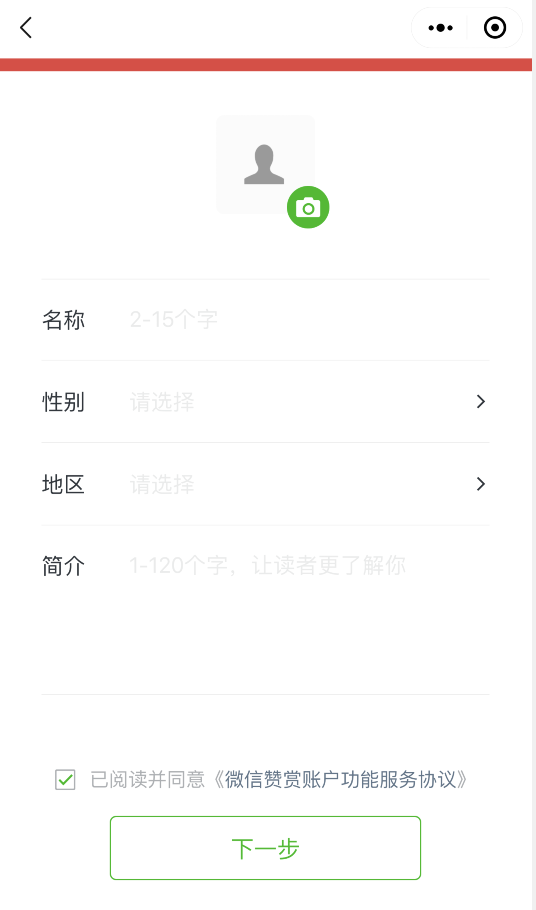 名称 2-15个字
性别 请选择
地区 请选择
简介 1-120个字，让读者更了解你
已阅读并同意《微信赞赏账户功能服务协议》
下一步